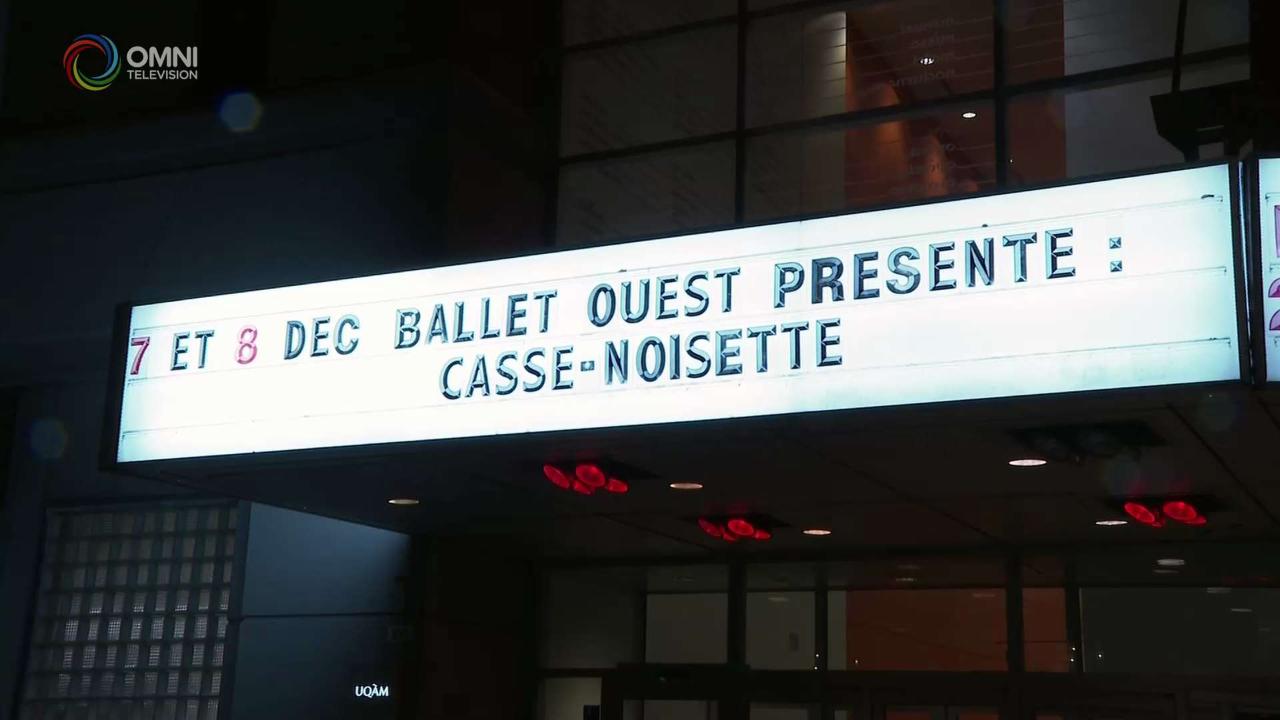 OMNI
TELEVISION
7 ET 8 DEC BALLET OUEST PRESENTE :
CASSE-NOISETTE
UQÀM